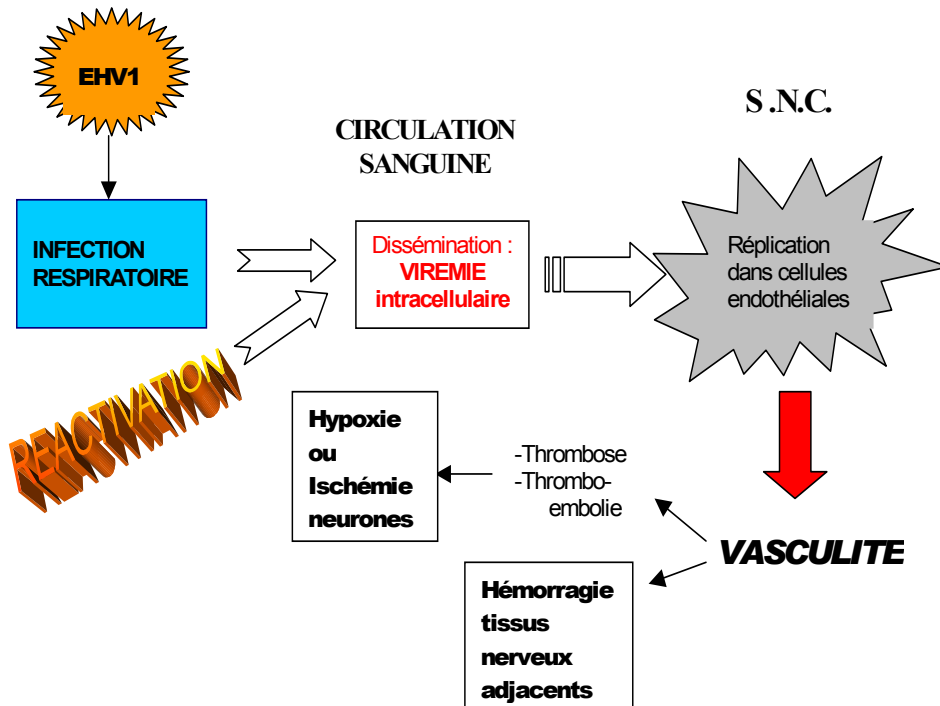 EHV1
S .N.C.
CIRCULATION
SANGUINE
INFECTION
RESPIRATOIRE
Dissémination :
VIREMIE
intracellulaire
Réplication
dans cellules
endothéliales
REACTIVATION
Hypoxie
ou
Ischémie
neurones
-Thrombose
-Thrombo-
embolie
VASCULITE
Hémorragie
tissus
nerveux
adjacents